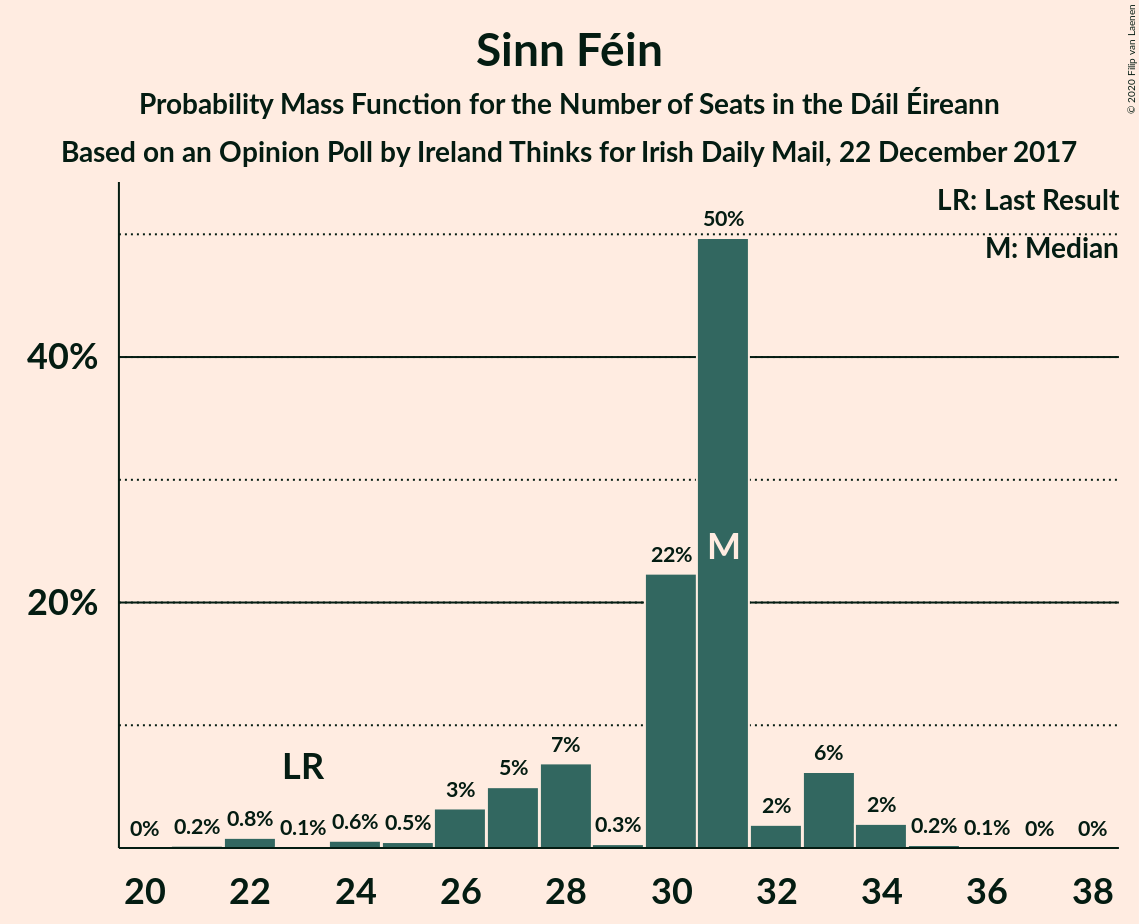 Sinn Féin
Probability Mass Function for the Number of Seats in the Dáil Éireann
Based on an Opinion Poll by Ireland Thinks for Irish Daily Mail, 22 December 2017
© 2020 Filip van Laenen
LR: Last Result
M: Median
40%
20%
0% 0.2% 0.8% 0.1% 0.6% 0.5% 3% 5% 7% 0.3% 22% 50% 2% 6% 2% 0.2% 0.1% 0% 0%
LR
M
20 22 24 26 28 30 32 34 36 38